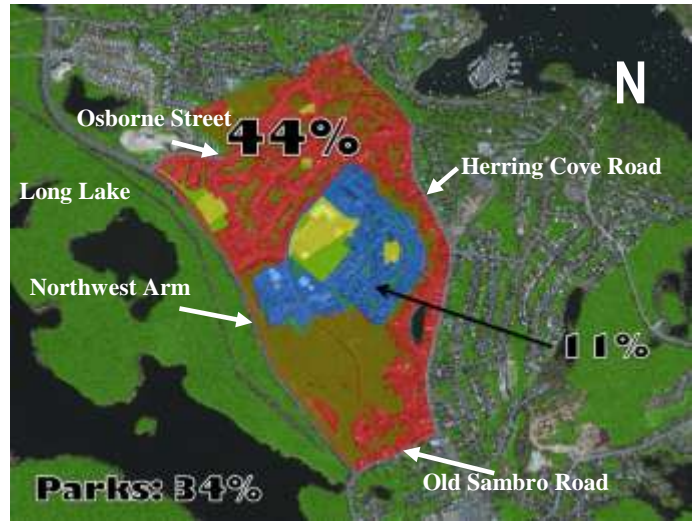 N
Osborne Street
44%
Herring Cove Road
Long Lake
Northwest Arm
11%
Parks: 34%
Old Sambro Road